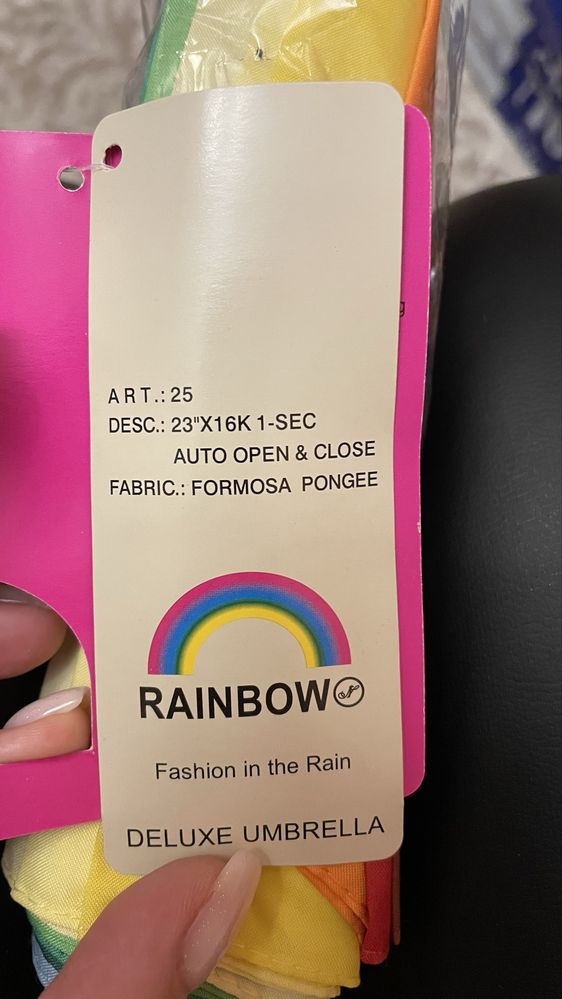 ART.: 25
DESC.: 23"X16K 1-SEC
AUTO OPEN & CLOSE
FABRIC.: FORMOSA PONGEE
RAINBOW
Fashion in the Rain
DELUXE UMBRELLA